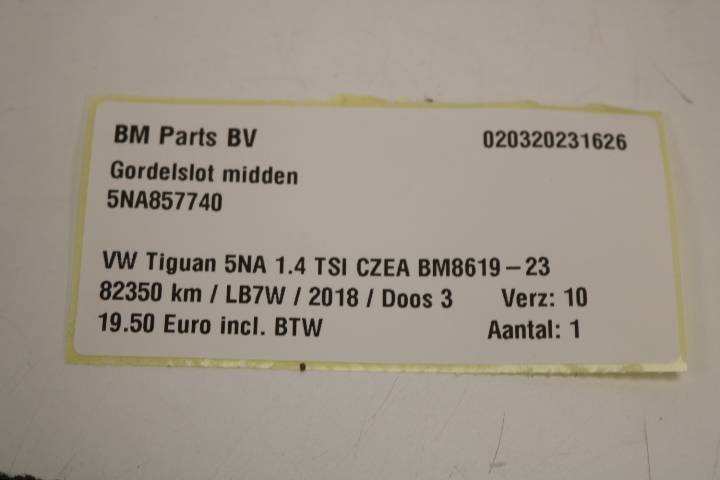 BM Parts BV 020320231626
Gordelslot midden
5NA857740
VW Tiguan 5NA 1.4 TSI CZEA BM8619-23
82350 km / LB7W / 2018 / Doos 3 Verz: 10
19.50 Euro incl. BTW Aantal: 1